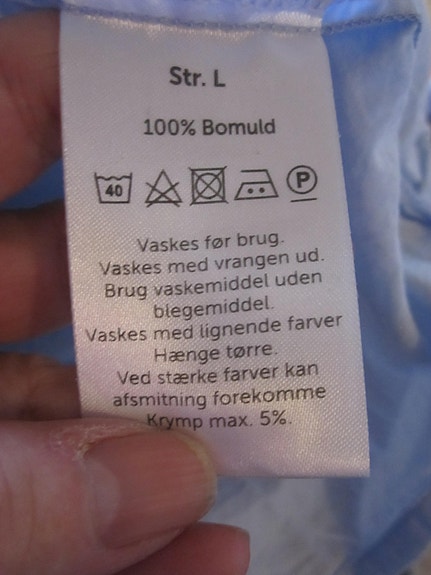 Str. L
100% Bomuld
40 P
Vaskes før brug.
Vaskes med vrangen ud.
Brug vaskemiddel uden
blegemiddel.
Vaskes med lignende farver
Hænge tørre.
Ved stærke farver kan
afsmitning forekomme
Krymp max. 5%.